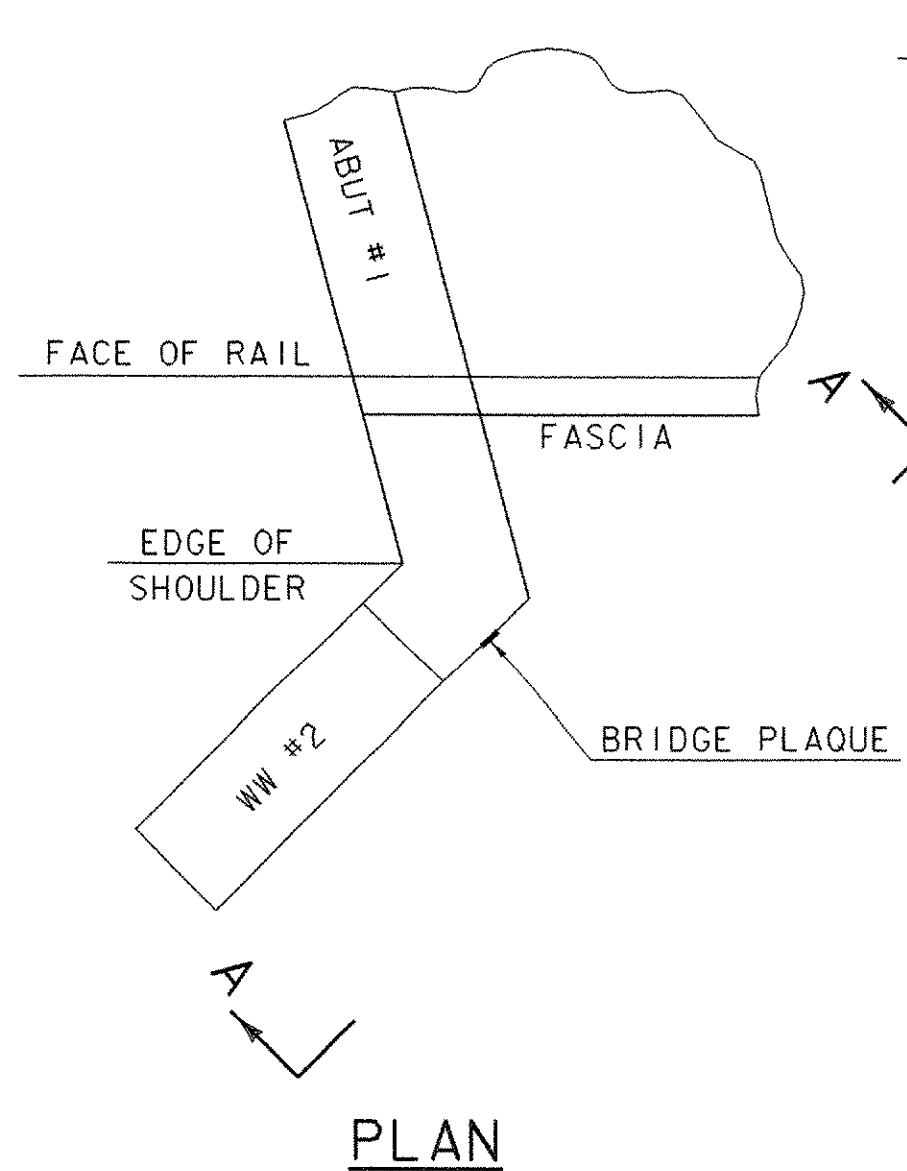 ABUT #1
FACE OF RAIL
A
FASCIA
EDGE OF
SHOULDER
WW #2
BRIDGE PLAQUE
A
PLAN